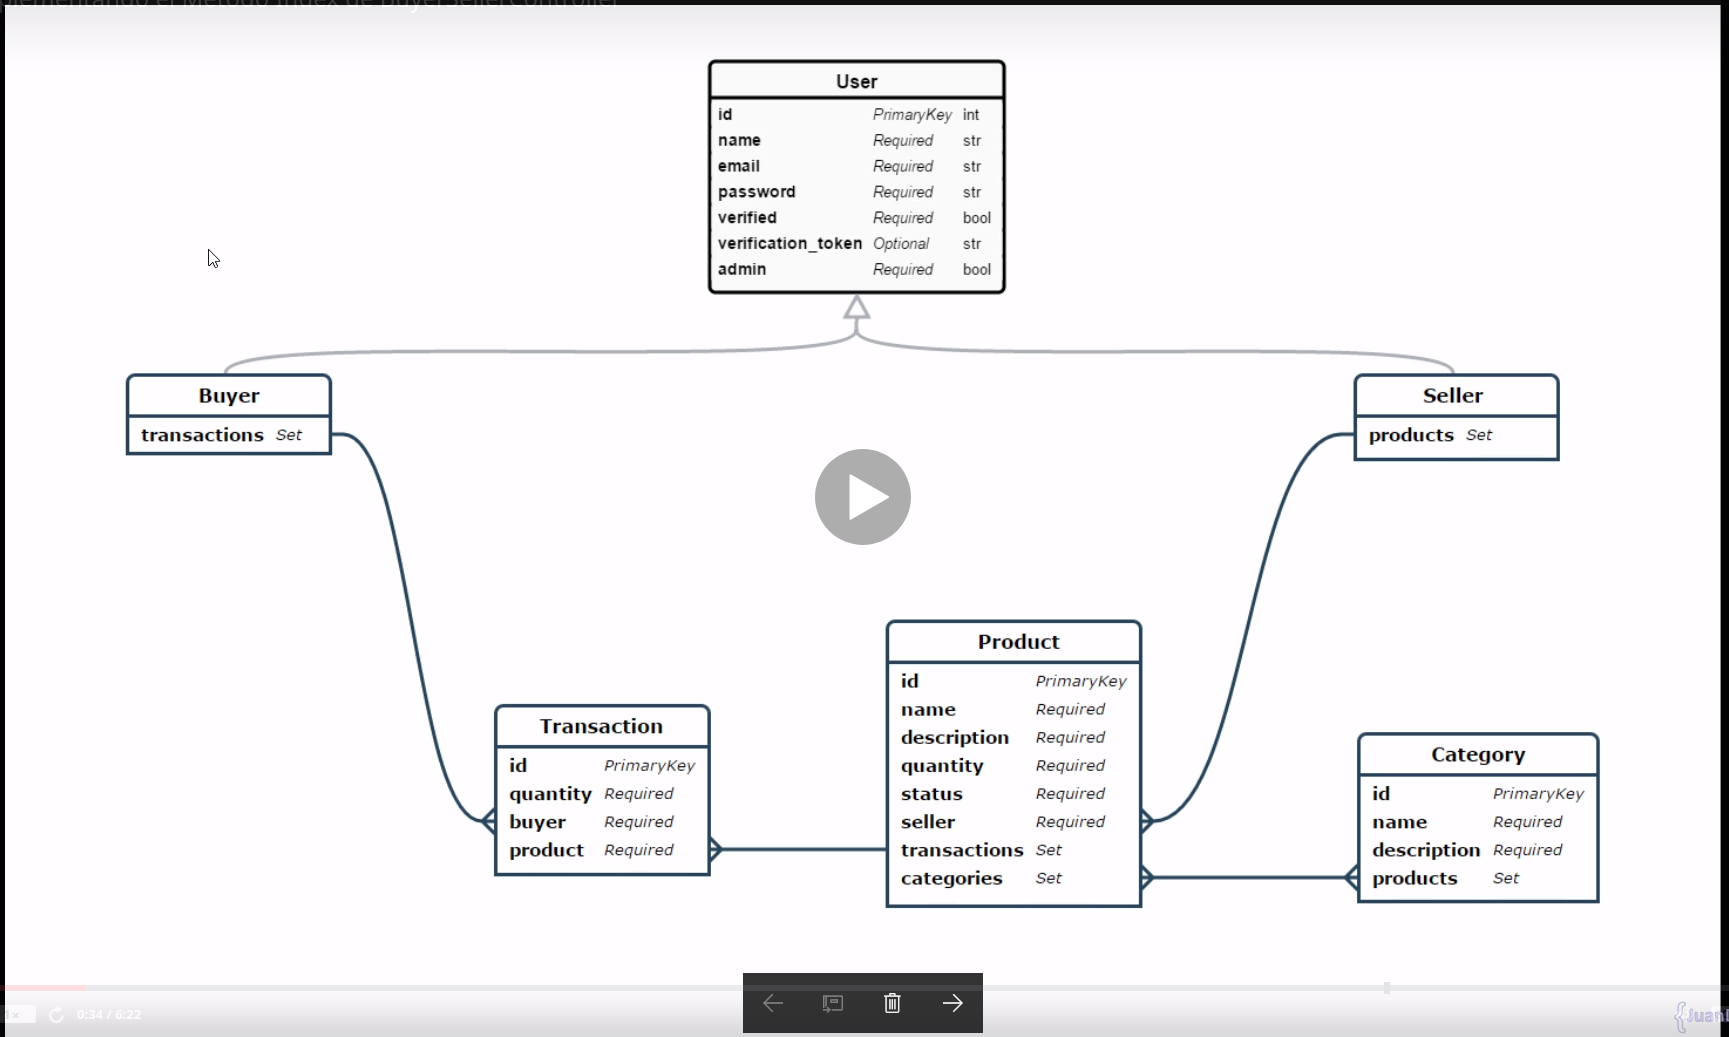 User
id PrimaryKey int
name Required str
email Required str
password Required str
verified Required bool
verification_token Optional str
admin Required bool
Buyer
transactions Set
Seller
products Set
Product
id PrimaryKey
name Required
description Required
quantity Required
status Required
seller Required
transactions Set
categories Set
Transaction
id PrimaryKey
quantity Required
buyer Required
product Required
Category
id PrimaryKey
name Required
description Required
products Set
1x
0:34 / 6:22